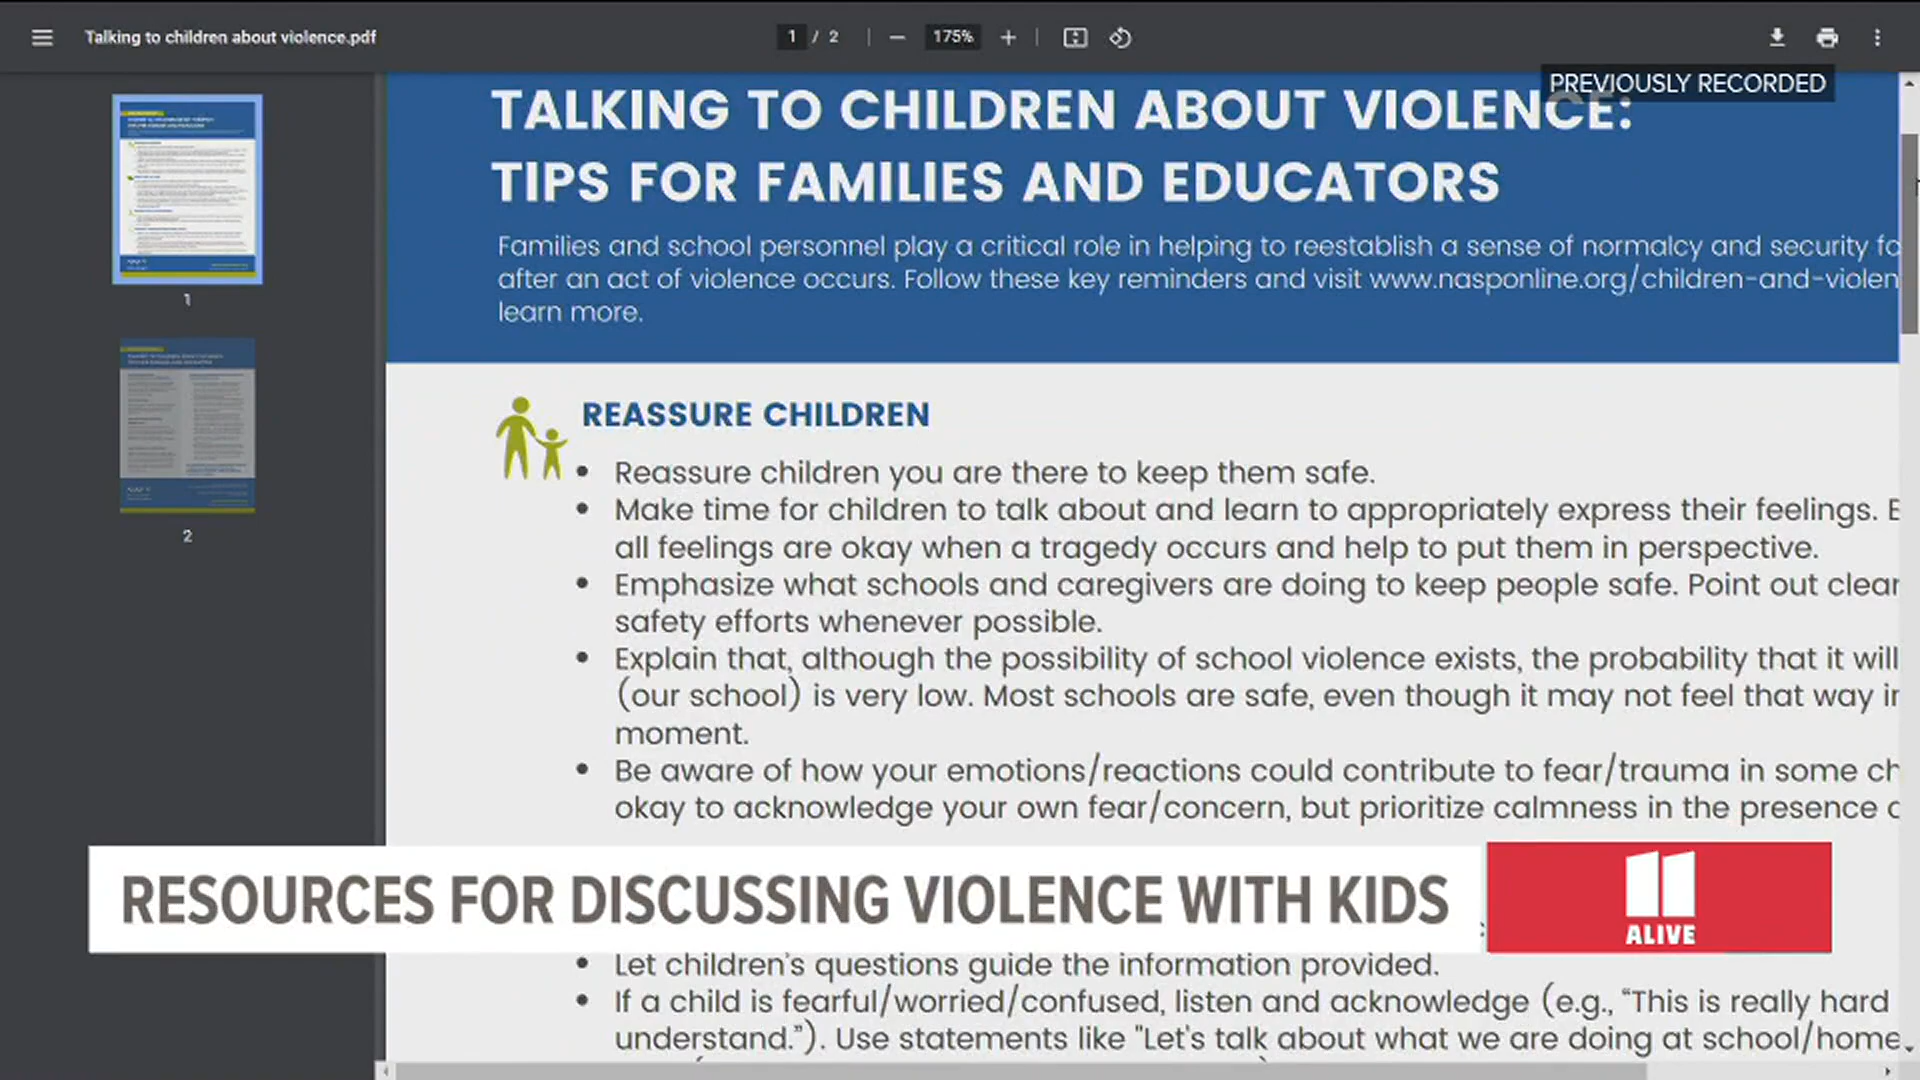 Talking to children about violence.pdf
1 / 2
175%
PREVIOUSLY RECORDED
TALKING TO CHILDREN ABOUT VIOLENCE:
TIPS FOR FAMILIES AND EDUCATORS
Families and school personnel play a critical role in helping to reestablish a sense of normalcy and security
after an act of violence occurs. Follow these key reminders and visit www.nasponline.org/children-and-violen
learn more.
1
2
REASSURE CHILDREN
• Reassure children you are there to keep them safe.
• Make time for children to talk about and learn to appropriately express their feelings.
all feelings are okay when a tragedy occurs and help to put them in perspective.
• Emphasize what schools and caregivers are doing to keep people safe. Point out clear
safety efforts whenever possible.
• Explain that, although the possibility of school violence exists, the probability that it will
(our school) is very low. Most schools are safe, even though it may not feel that way
moment.
• Be aware of how your emotions/reactions could contribute to fear/trauma in some ch
okay to acknowledge your own fear/concern, but prioritize calmness in the presence
RESOURCES FOR DISCUSSING VIOLENCE WITH KIDS
11
ALIVE
• Let children's questions guide the information provided.
• If a child is fearful/worried/confused, listen and acknowledge (e.g., “This is really hard
understand.”). Use statements like "Let's talk about what we are doing at school/home